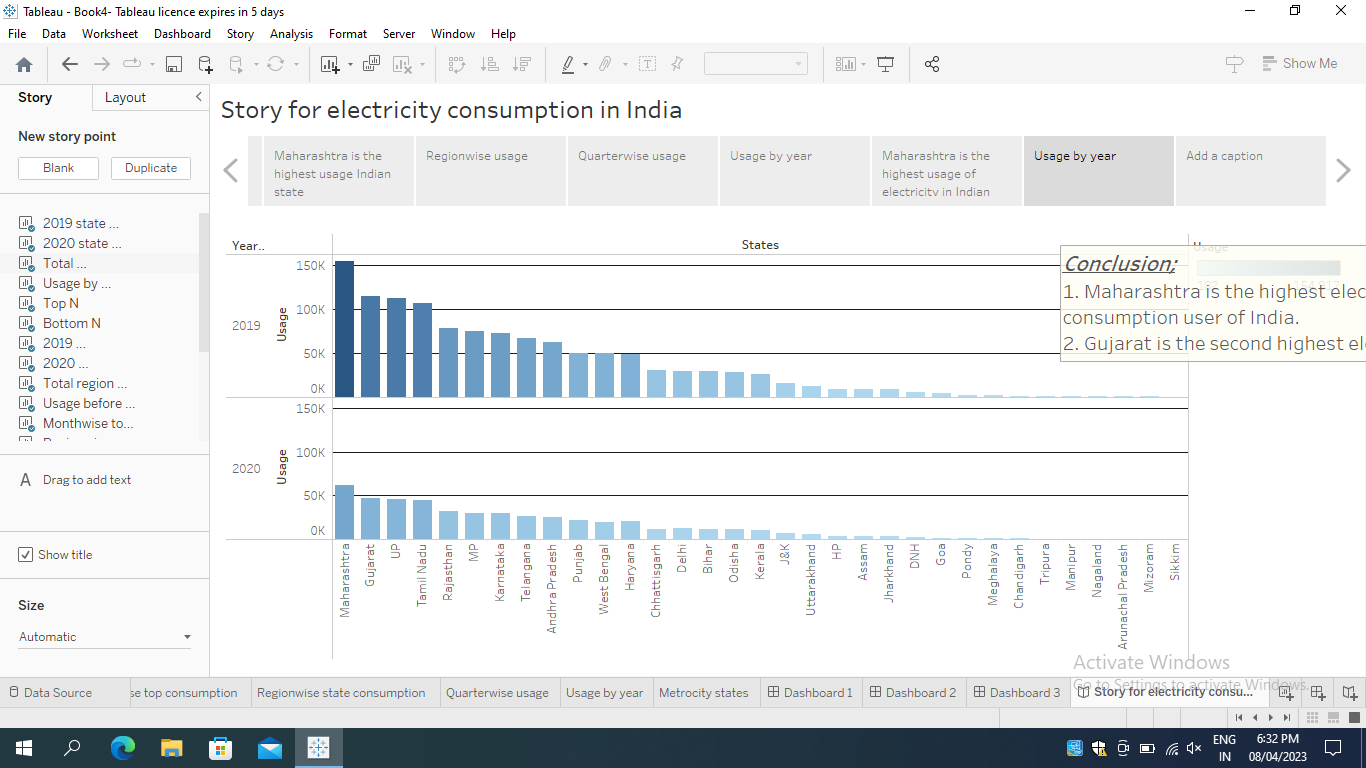 Tableau - Book4- Tableau licence expires in 5 days
File Data Worksheet Dashboard Story Analysis Format Server Window Help
Show Me
Story Layout
New story point
Blank Duplicate
2019 state ...
2020 state ...
Total ...
Usage by ...
Top N
Bottom N
2019 ...
2020 ...
Total region ...
Usage before ...
Monthwise to...
A Drag to add text
Show title
Size
Automatic
Story for electricity consumption in India
Maharashtra is the
highest usage Indian
state
Regionwise usage
Quarterwise usage
Usage by year
Maharashtra is the
highest usage of
electricity in Indian
Usage by year
Add a caption
Year..
States
Usage
Conclusion;
1. Maharashtra is the highest elec
consumption user of India.
2. Gujarat is the second highest el
2019
Usage
150K
100K
50K
0K
2020
Usage
150K
100K
50K
0K
Maharashtra
Gujarat
UP
Tamil Nadu
Rajasthan
MP
Karnataka
Telangana
Andhra Pradesh
Punjab
West Bengal
Haryana
Chhattisgarh
Delhi
Bihar
Odisha
Kerala
J&K
Uttarakhand
HP
Assam
Jharkhand
DNH
Goa
Pondy
Meghalaya
Chandigarh
Tripura
Manipur
Nagaland
Arunachal Pradesh
Mizoram
Sikkim
Activate Windows
Go to Settings to activate Windows.
Data Source se top consumption Regionwise state consumption Quarterwise usage Usage by year Metrocity states Dashboard 1 Dashboard 2 Dashboard 3 Story for electricity consu...
ENG
IN
6:32 PM
08/04/2023